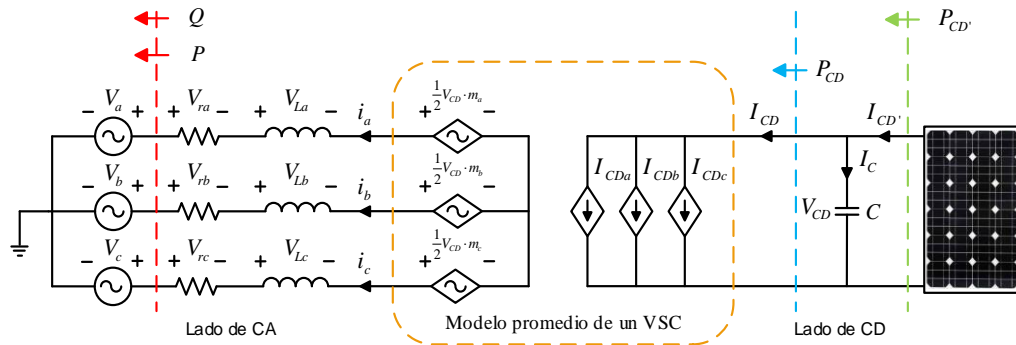 Q
P
P_CD
P_CD'
V_a
V_ra
V_La
i_a
½V_CD·m_a
V_b
V_rb
V_Lb
i_b
½V_CD·m_b
V_c
V_rc
V_Lc
i_c
½V_CD·m_c
I_CD
I_CD'
I_CDa I_CDb I_CDc
I_C
V_CD
C
Lado de CA
Modelo promedio de un VSC
Lado de CD